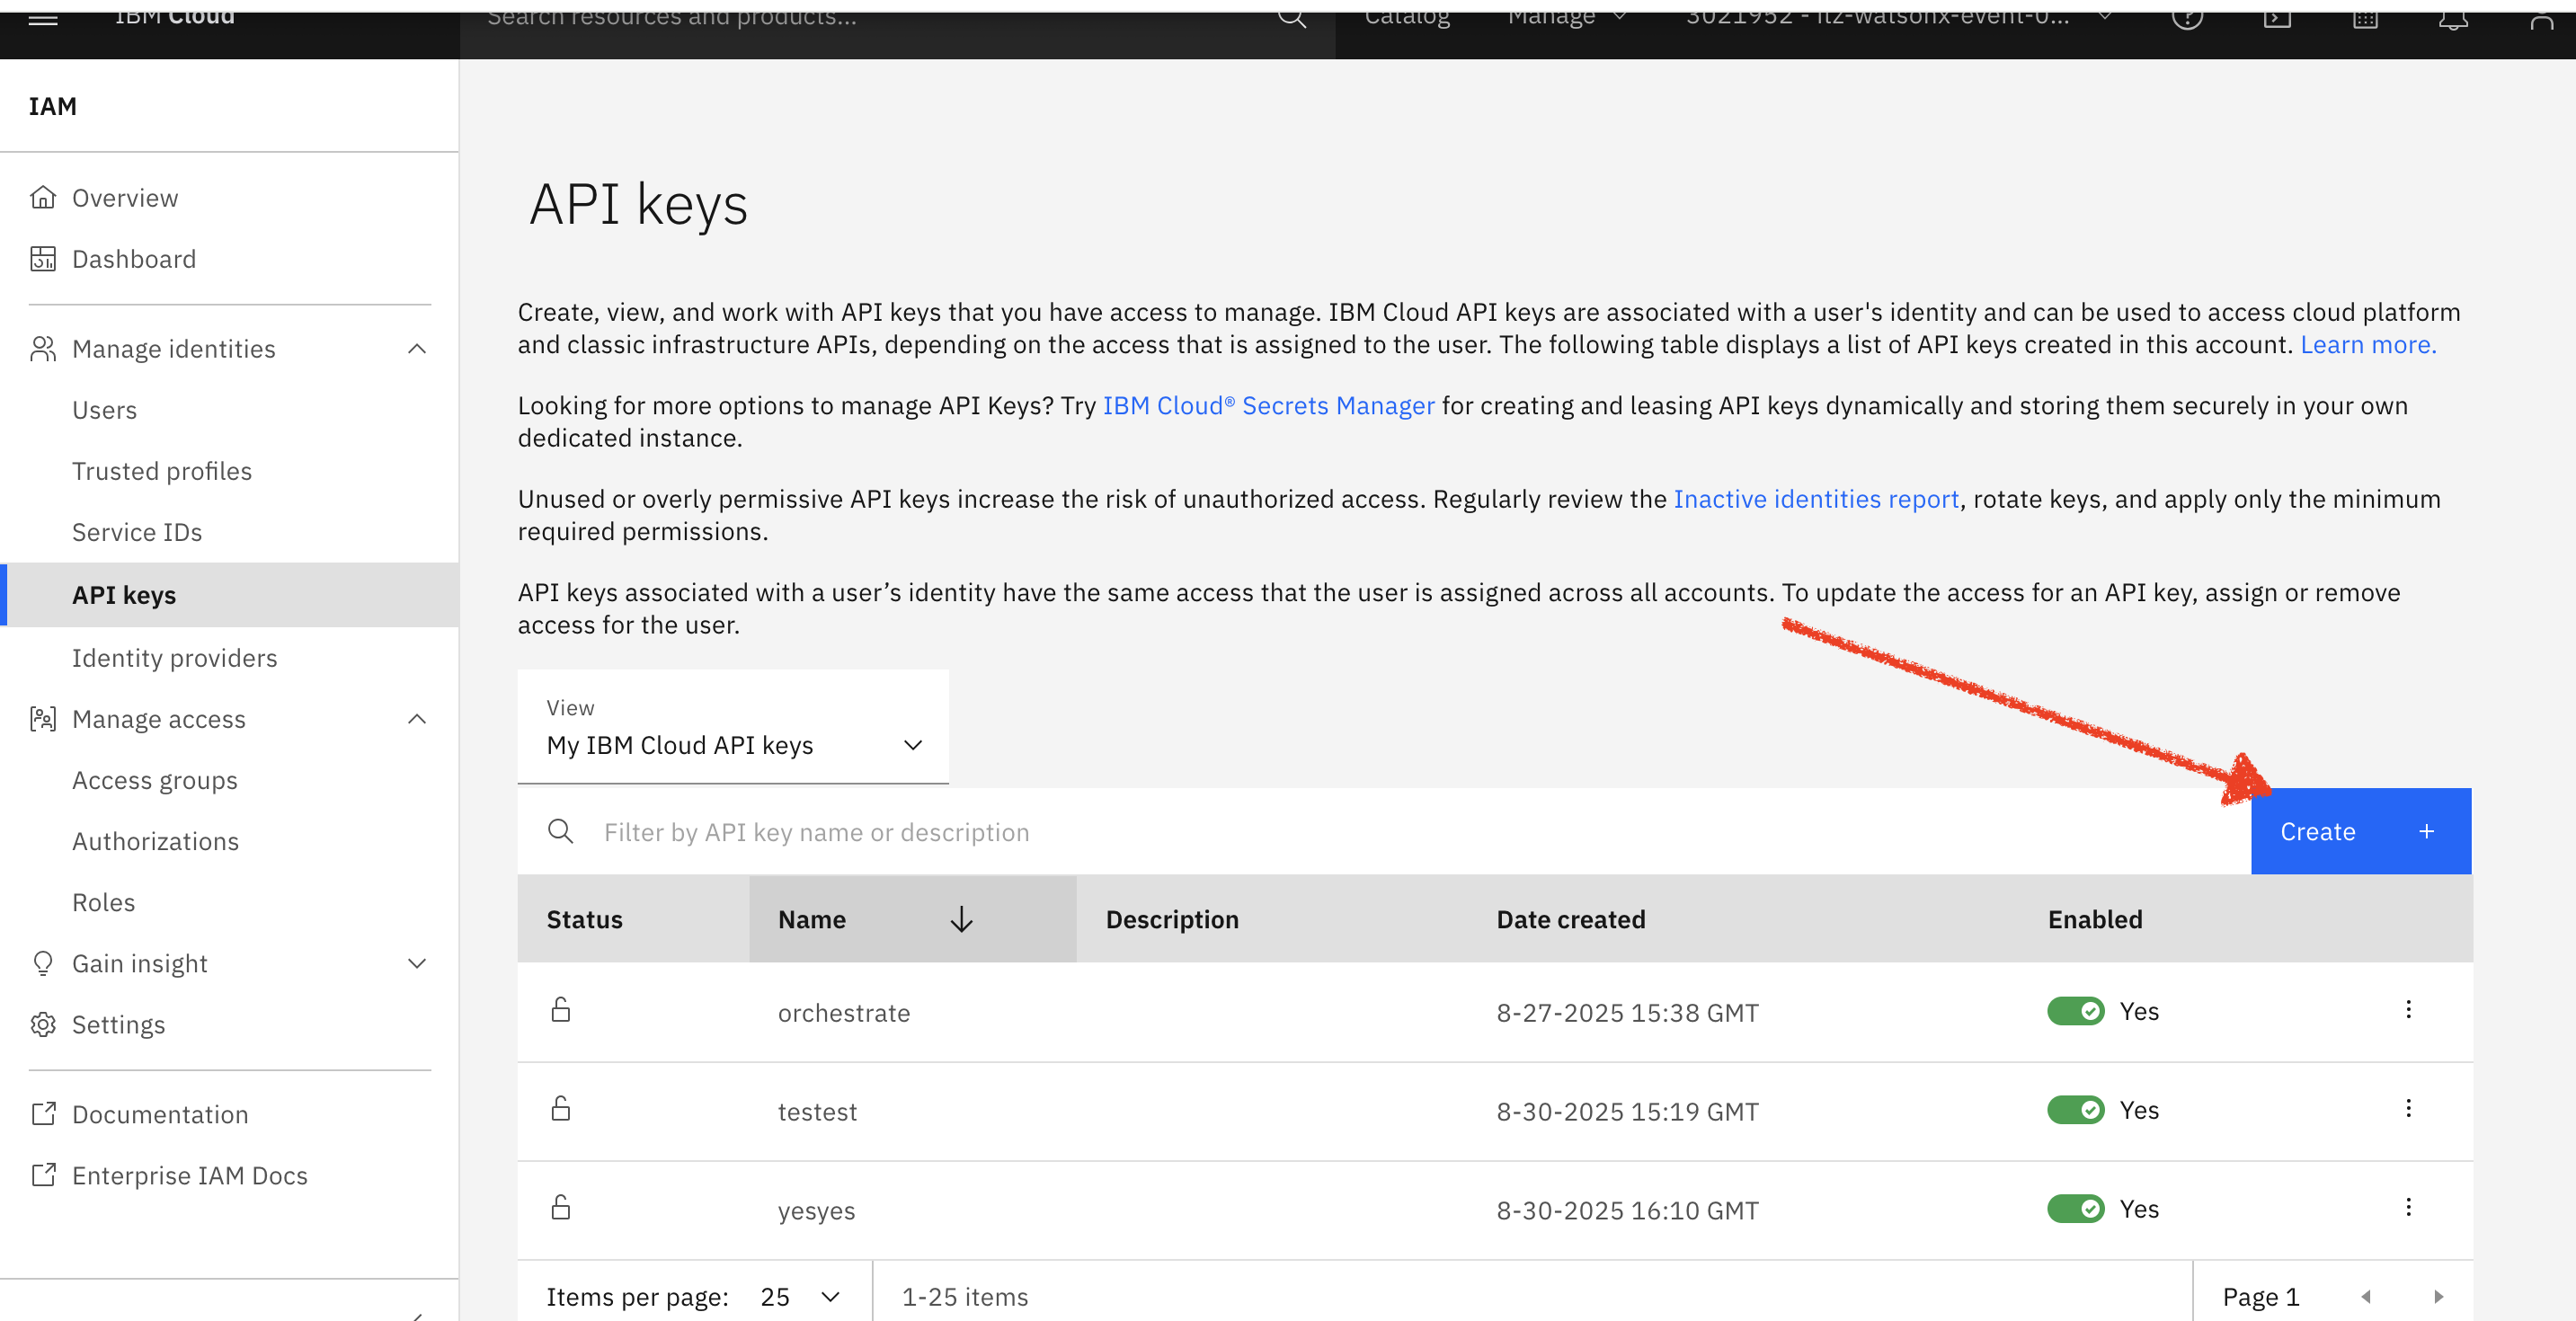 IBM Cloud
Search resources and products...
Catalog
Manage
3021952 - itz-watsonx-event-0...
IAM
Overview
Dashboard
Manage identities
Users
Trusted profiles
Service IDs
API keys
Identity providers
Manage access
Access groups
Authorizations
Roles
Gain insight
Settings
Documentation
Enterprise IAM Docs
API keys
Create, view, and work with API keys that you have access to manage. IBM Cloud API keys are associated with a user's identity and can be used to access cloud platform
and classic infrastructure APIs, depending on the access that is assigned to the user. The following table displays a list of API keys created in this account. Learn more.
Looking for more options to manage API Keys? Try IBM Cloud® Secrets Manager for creating and leasing API keys dynamically and storing them securely in your own
dedicated instance.
Unused or overly permissive API keys increase the risk of unauthorized access. Regularly review the Inactive identities report, rotate keys, and apply only the minimum
required permissions.
API keys associated with a user’s identity have the same access that the user is assigned across all accounts. To update the access for an API key, assign or remove
access for the user.
View
My IBM Cloud API keys
Filter by API key name or description
Create +
Status Name Description Date created Enabled
orchestrate 8-27-2025 15:38 GMT Yes
testest 8-30-2025 15:19 GMT Yes
yesyes 8-30-2025 16:10 GMT Yes
Items per page: 25 1-25 items Page 1